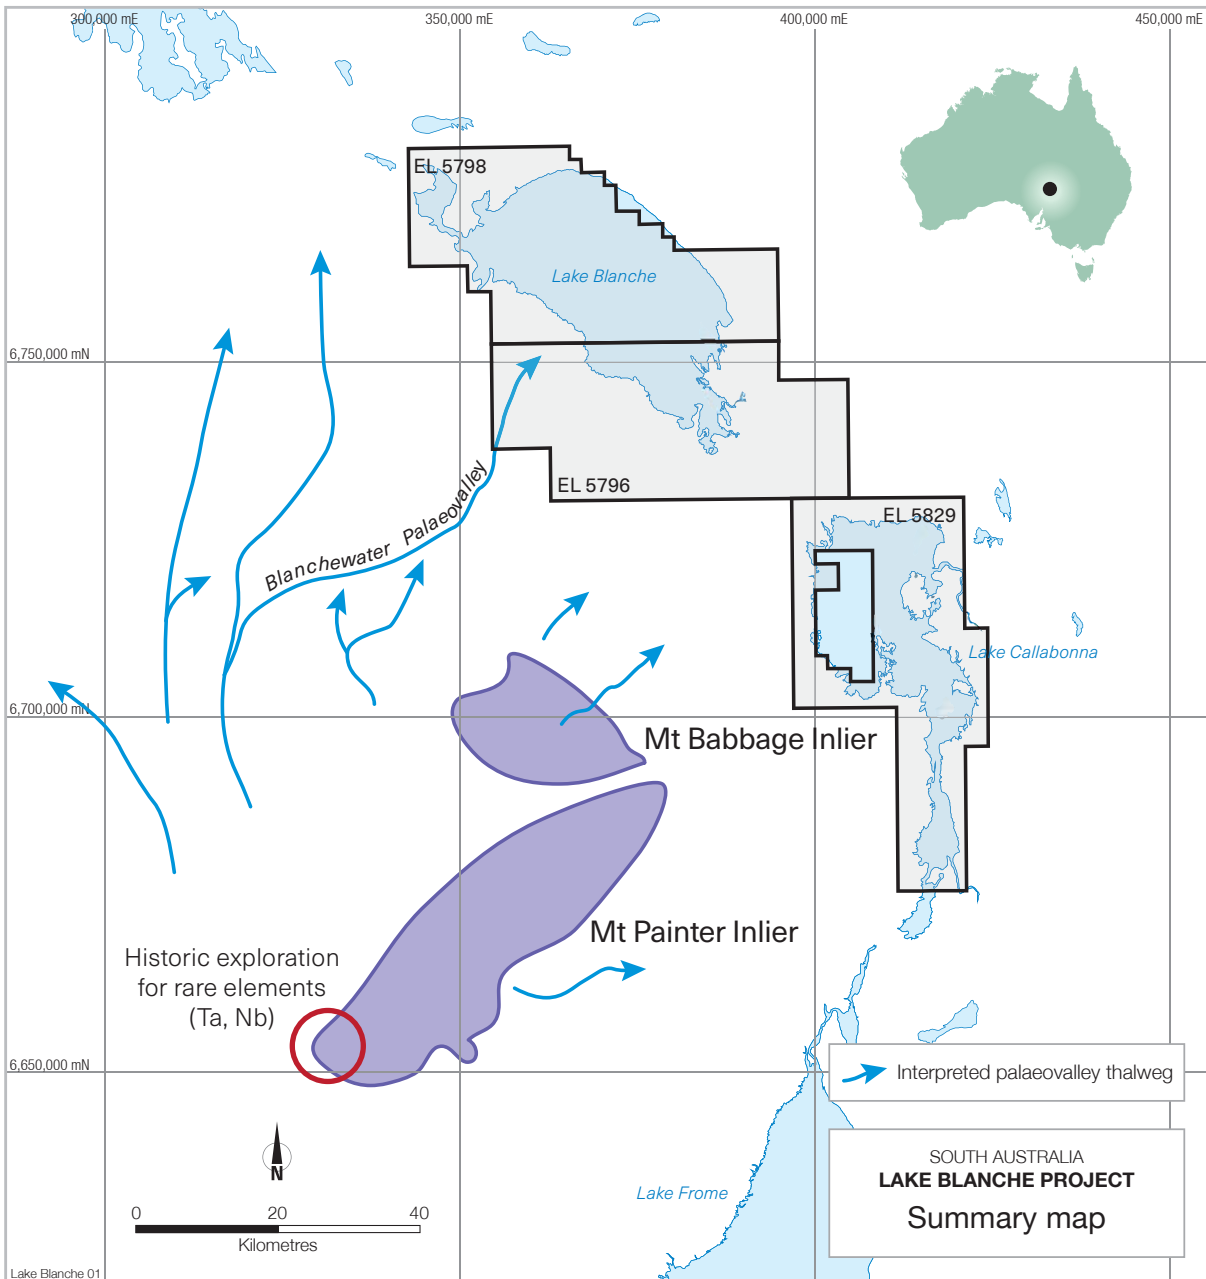 300,000 mE
350,000 mE
400,000 mE
450,000 mE
EL 5798
Lake Blanche
6,750,000 mN
Blanchewater Palaeovalley
EL 5796
EL 5829
Lake Callabonna
6,700,000 mN
Mt Babbage Inlier
Mt Painter Inlier
Historic exploration
for rare elements
(Ta, Nb)
6,650,000 mN
Interpreted palaeovalley thalweg
N
SOUTH AUSTRALIA
LAKE BLANCHE PROJECT
Summary map
Lake Frome
0 20 40
Kilometres
Lake Blanche 01